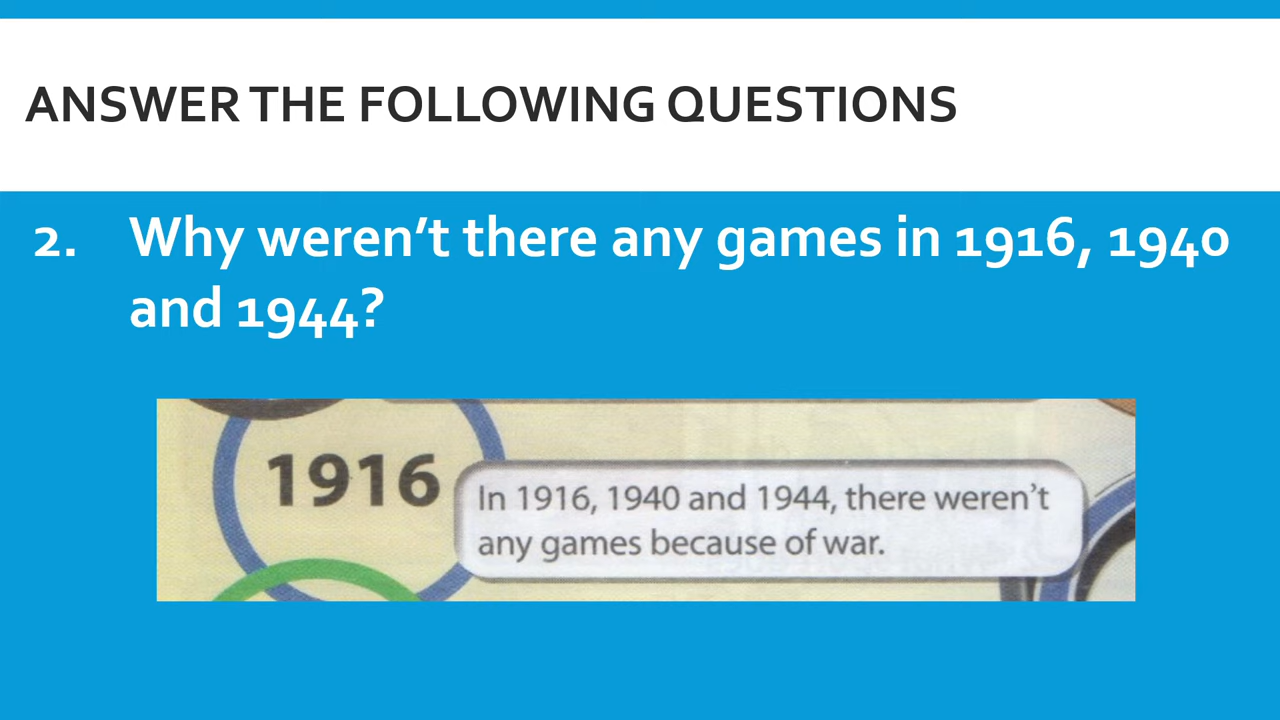 ANSWER THE FOLLOWING QUESTIONS
2. Why weren't there any games in 1916, 1940
and 1944?
1916
In 1916, 1940 and 1944, there weren't
any games because of war.